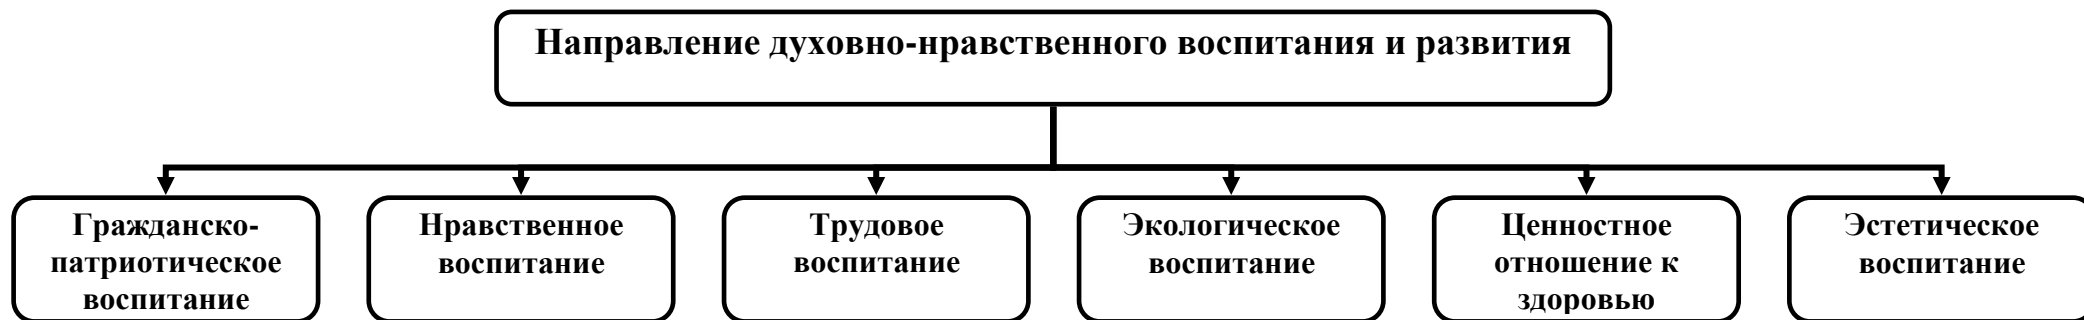 Направление духовно-нравственного воспитания и развития
Гражданско-
патриотическое
воспитание
Нравственное
воспитание
Трудовое
воспитание
Экологическое
воспитание
Ценностное
отношение к
здоровью
Эстетическое
воспитание